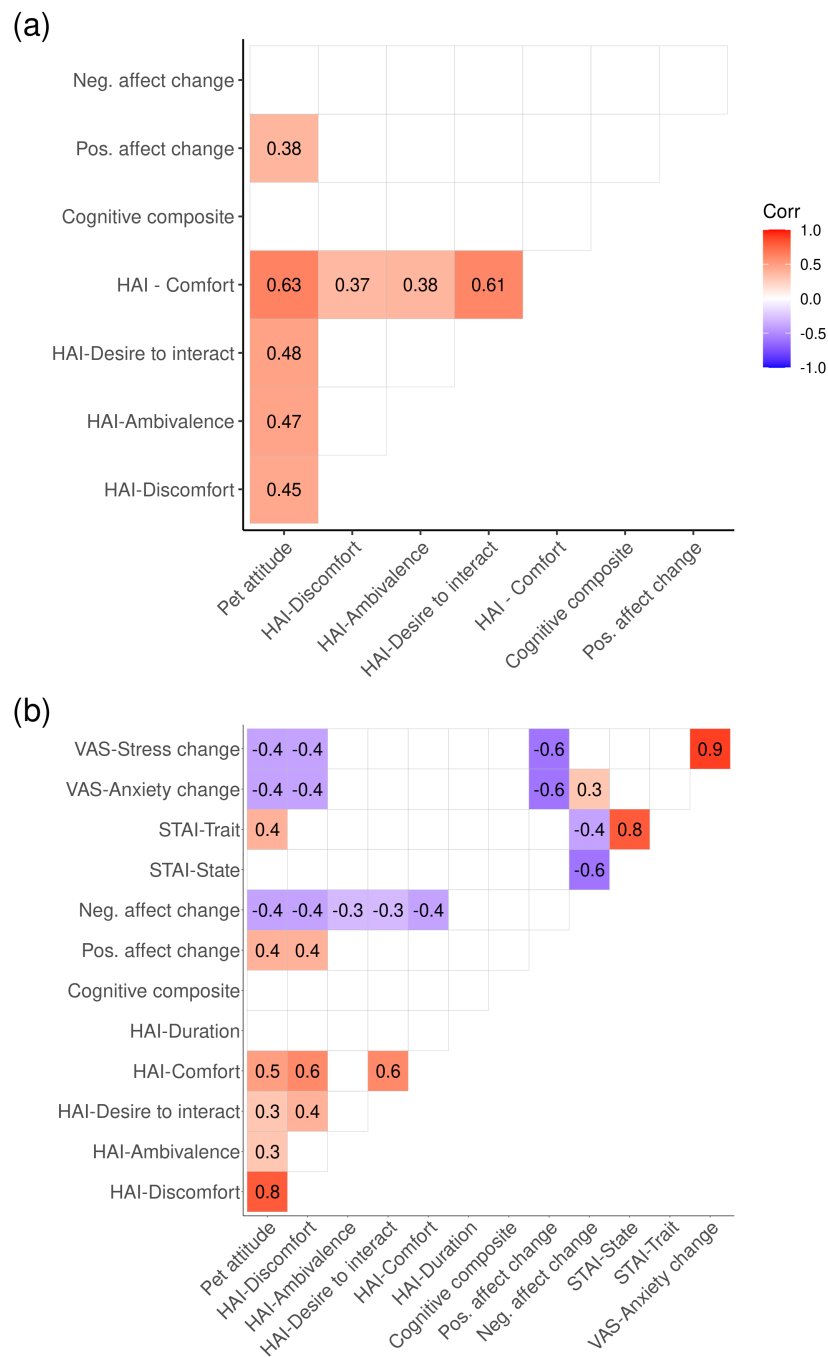 (a)
Neg. affect change
Pos. affect change
0.38
Cognitive composite
HAI - Comfort
0.63 0.37 0.38 0.61
HAI-Desire to interact
0.48
HAI-Ambivalence
0.47
HAI-Discomfort
0.45
Pet attitude
HAI-Discomfort
HAI-Ambivalence
HAI-Desire to interact
HAI - Comfort
Cognitive composite
Pos. affect change
Corr
1.0
0.5
0.0
-0.5
-1.0
(b)
VAS-Stress change
-0.4 -0.4 -0.6 0.9
VAS-Anxiety change
-0.4 -0.4 -0.6 0.3
STAI-Trait
0.4 -0.4 0.8
STAI-State
-0.6
Neg. affect change
-0.4 -0.4 -0.3 -0.3 -0.4
Pos. affect change
0.4 0.4
Cognitive composite
HAI-Duration
HAI-Comfort
0.5 0.6 0.6
HAI-Desire to interact
0.3 0.4
HAI-Ambivalence
0.3
HAI-Discomfort
0.8
Pet attitude
HAI-Discomfort
HAI-Ambivalence
HAI-Desire to interact
HAI-Comfort
HAI-Duration
Cognitive composite
Pos. affect change
Neg. affect change
STAI-State
STAI-Trait
VAS-Anxiety change